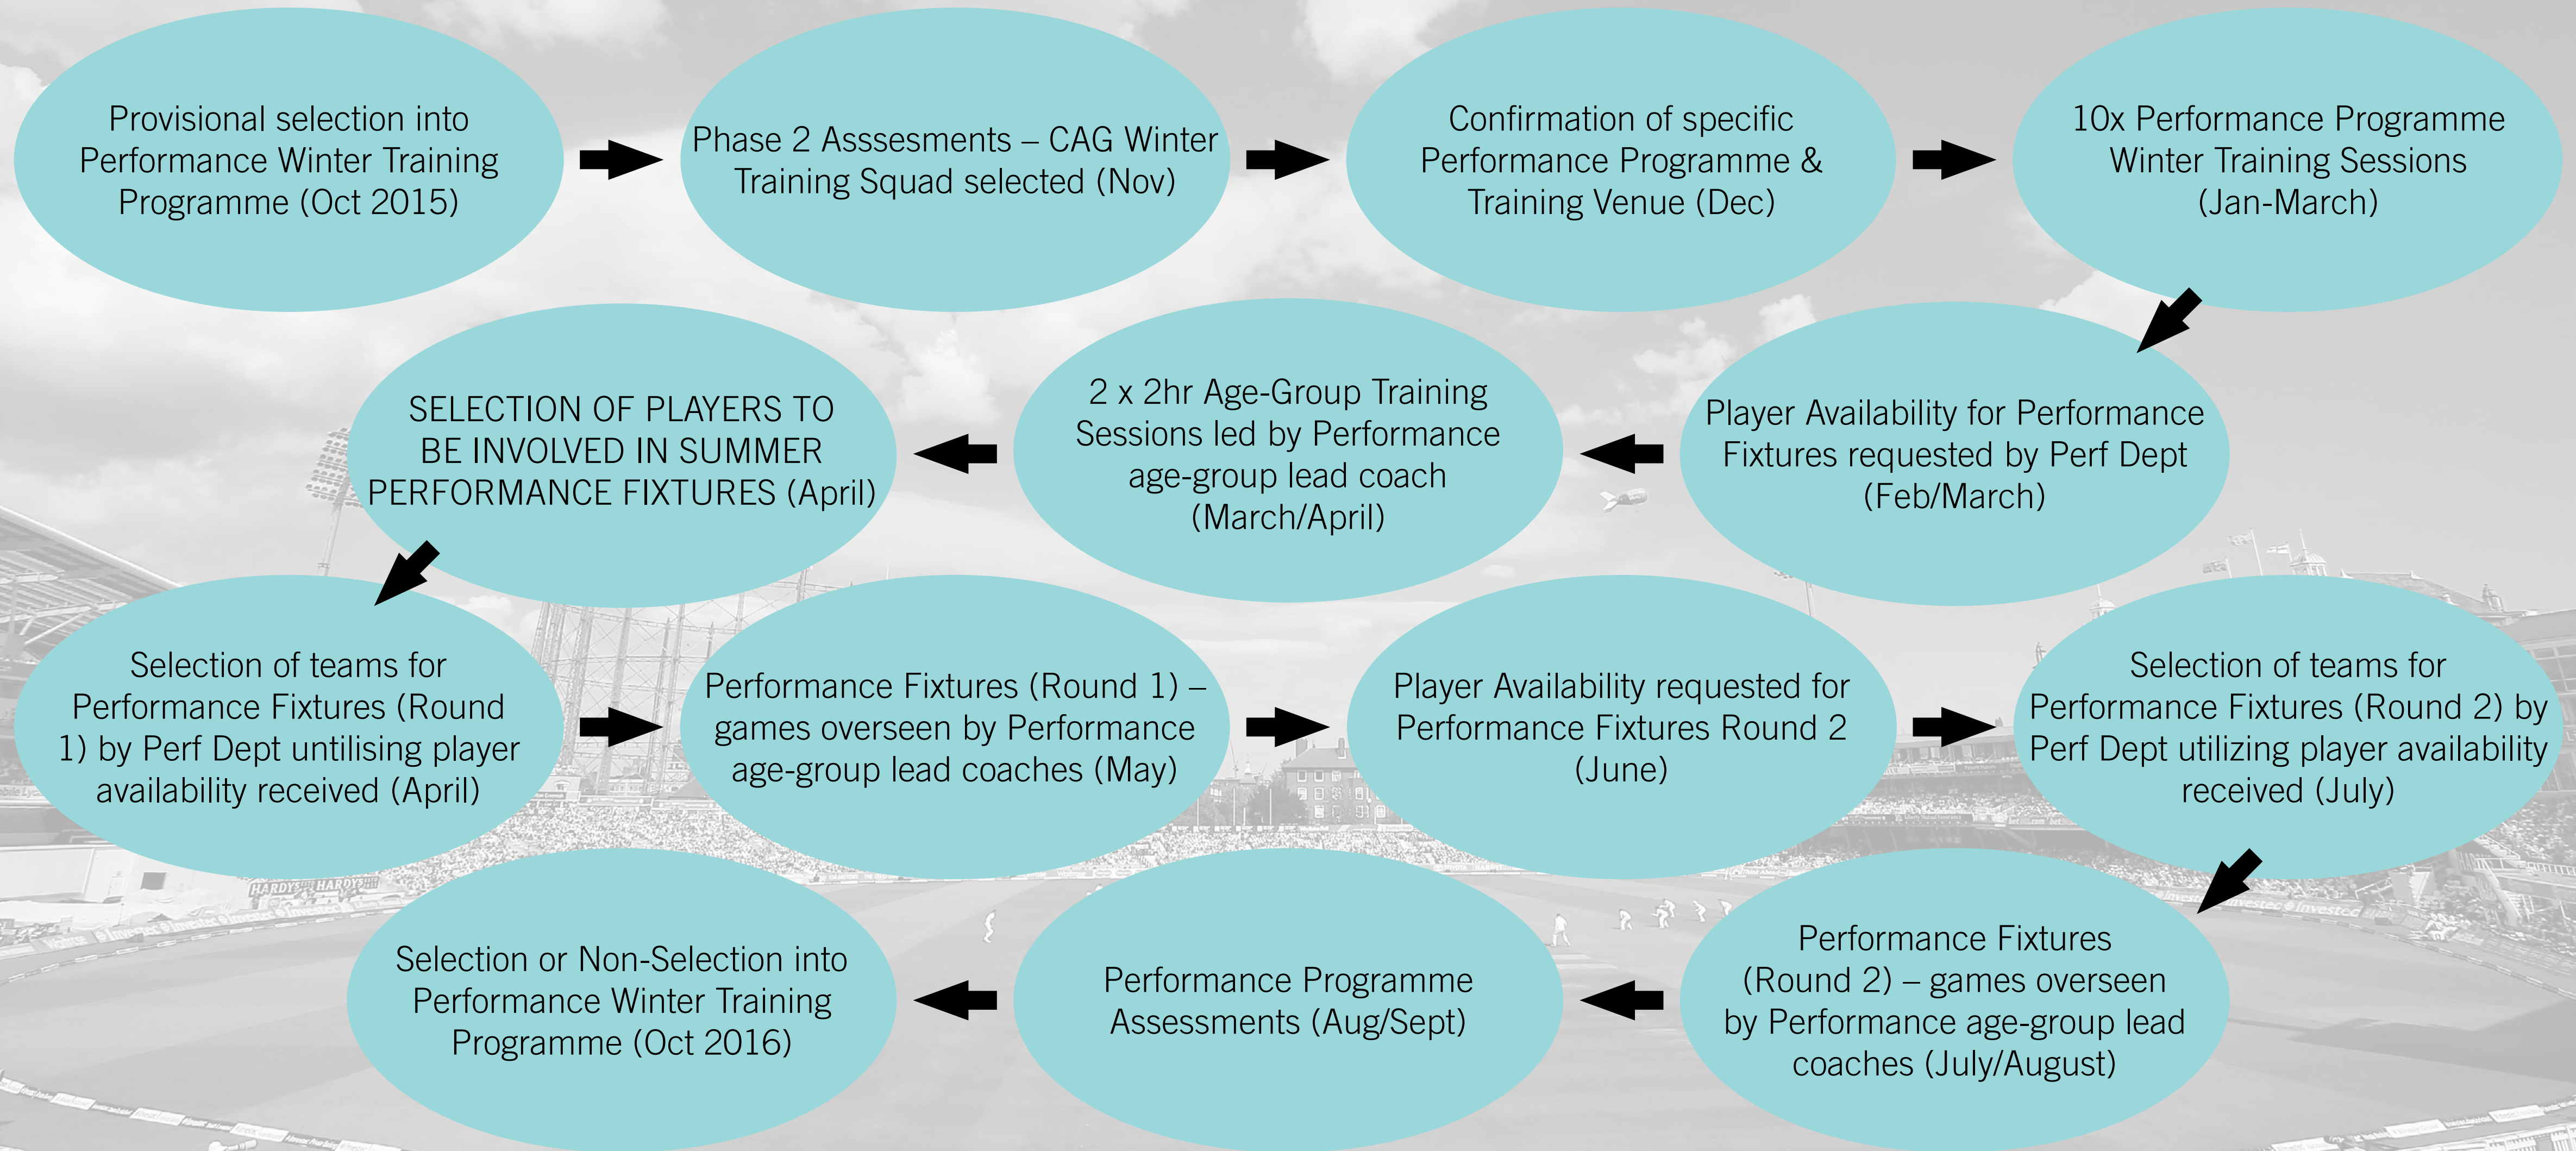 Provisional selection into
Performance Winter Training
Programme (Oct 2015)
Phase 2 Asssesments – CAG Winter
Training Squad selected (Nov)
Confirmation of specific
Performance Programme &
Training Venue (Dec)
10x Performance Programme
Winter Training Sessions
(Jan-March)
Player Availability for Performance
Fixtures requested by Perf Dept
(Feb/March)
2 x 2hr Age-Group Training
Sessions led by Performance
age-group lead coach
(March/April)
SELECTION OF PLAYERS TO
BE INVOLVED IN SUMMER
PERFORMANCE FIXTURES (April)
Selection of teams for
Performance Fixtures (Round
1) by Perf Dept untilising player
availability received (April)
Performance Fixtures (Round 1) –
games overseen by Performance
age-group lead coaches (May)
Player Availability requested for
Performance Fixtures Round 2
(June)
Selection of teams for
Performance Fixtures (Round 2) by
Perf Dept utilizing player availability
received (July)
Performance Fixtures
(Round 2) – games overseen
by Performance age-group lead
coaches (July/August)
Performance Programme
Assessments (Aug/Sept)
Selection or Non-Selection into
Performance Winter Training
Programme (Oct 2016)
HARDYS HARDYS
Investec